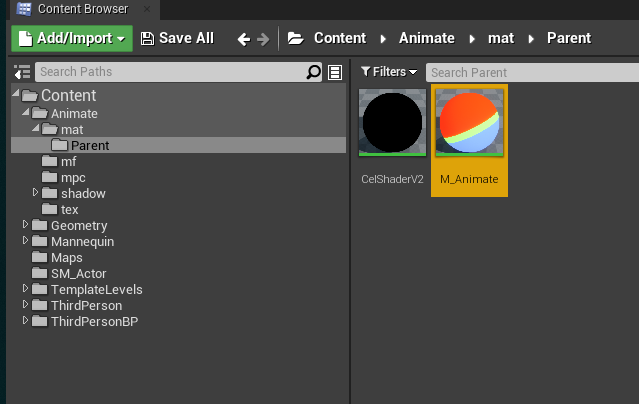 Content Browser
Add/Import Save All Content Animate mat Parent
Search Paths
Filters Search Parent
Content
Animate
mat
Parent
mf
mpc
shadow
tex
Geometry
Mannequin
Maps
SM_Actor
TemplateLevels
ThirdPerson
ThirdPersonBP
CelShaderV2 M_Animate